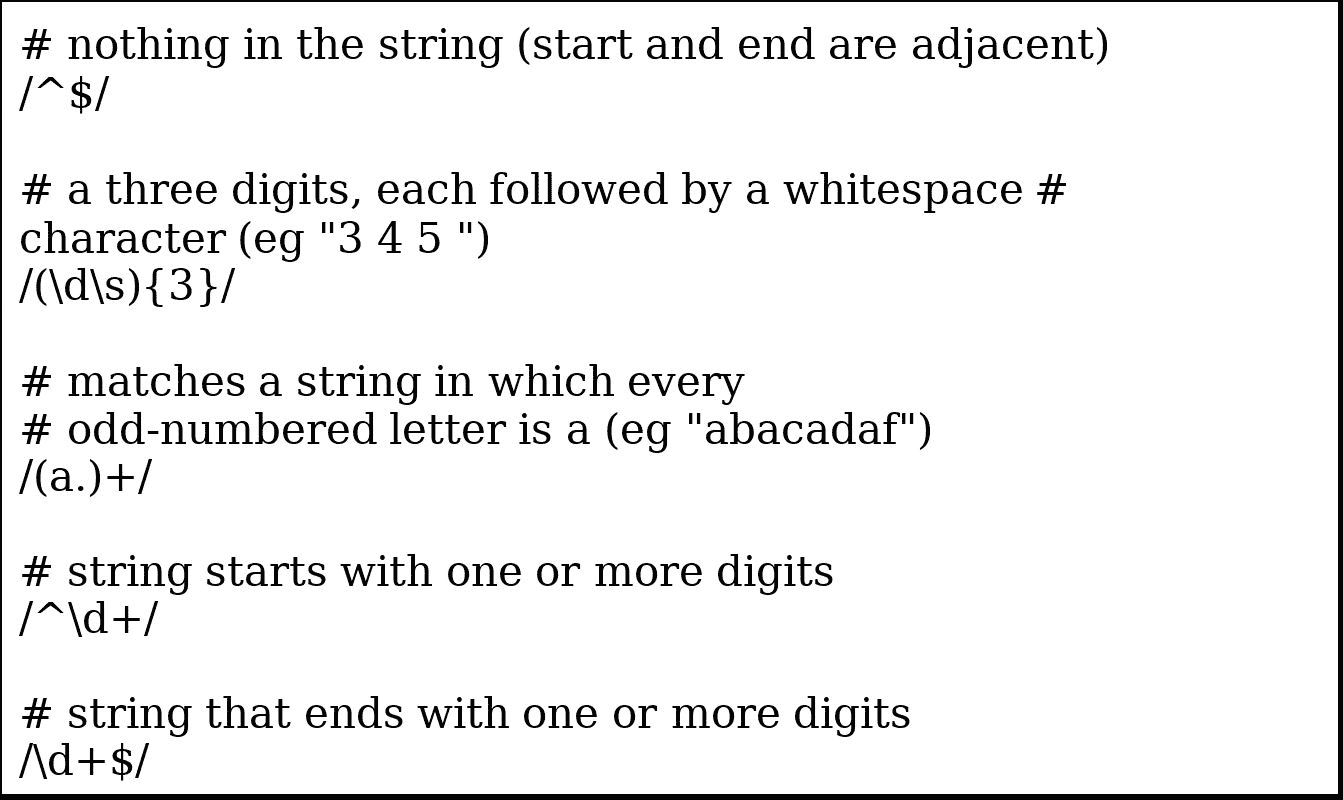 # nothing in the string (start and end are adjacent)
/^$/
# a three digits, each followed by a whitespace #
character (eg "3 4 5 ")
/(\d\s){3}/
# matches a string in which every
# odd-numbered letter is a (eg "abacadaf")
/(a.)+/
# string starts with one or more digits
/^\d+/
# string that ends with one or more digits
/\d+$/